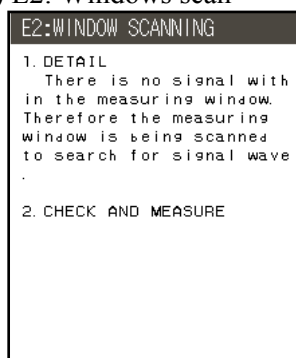 E2: Windows scan
E2:WINDOW SCANNING
1. DETAIL
There is no signal with
in the measuring window.
Therefore the measuring
window is being scanned
to search for signal wave
.
2. CHECK AND MEASURE